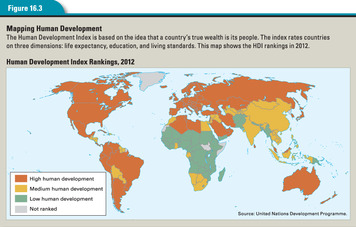 Figure 16.3
Mapping Human Development
The Human Development Index is based on the idea that a country's true wealth is its people. The index rates countries
on three dimensions: life expectancy, education, and living standards. This map shows the HDI rankings in 2012.
Human Development Index Rankings, 2012
High human development
Medium human development
Low human development
Not ranked
Source: United Nations Development Programme.